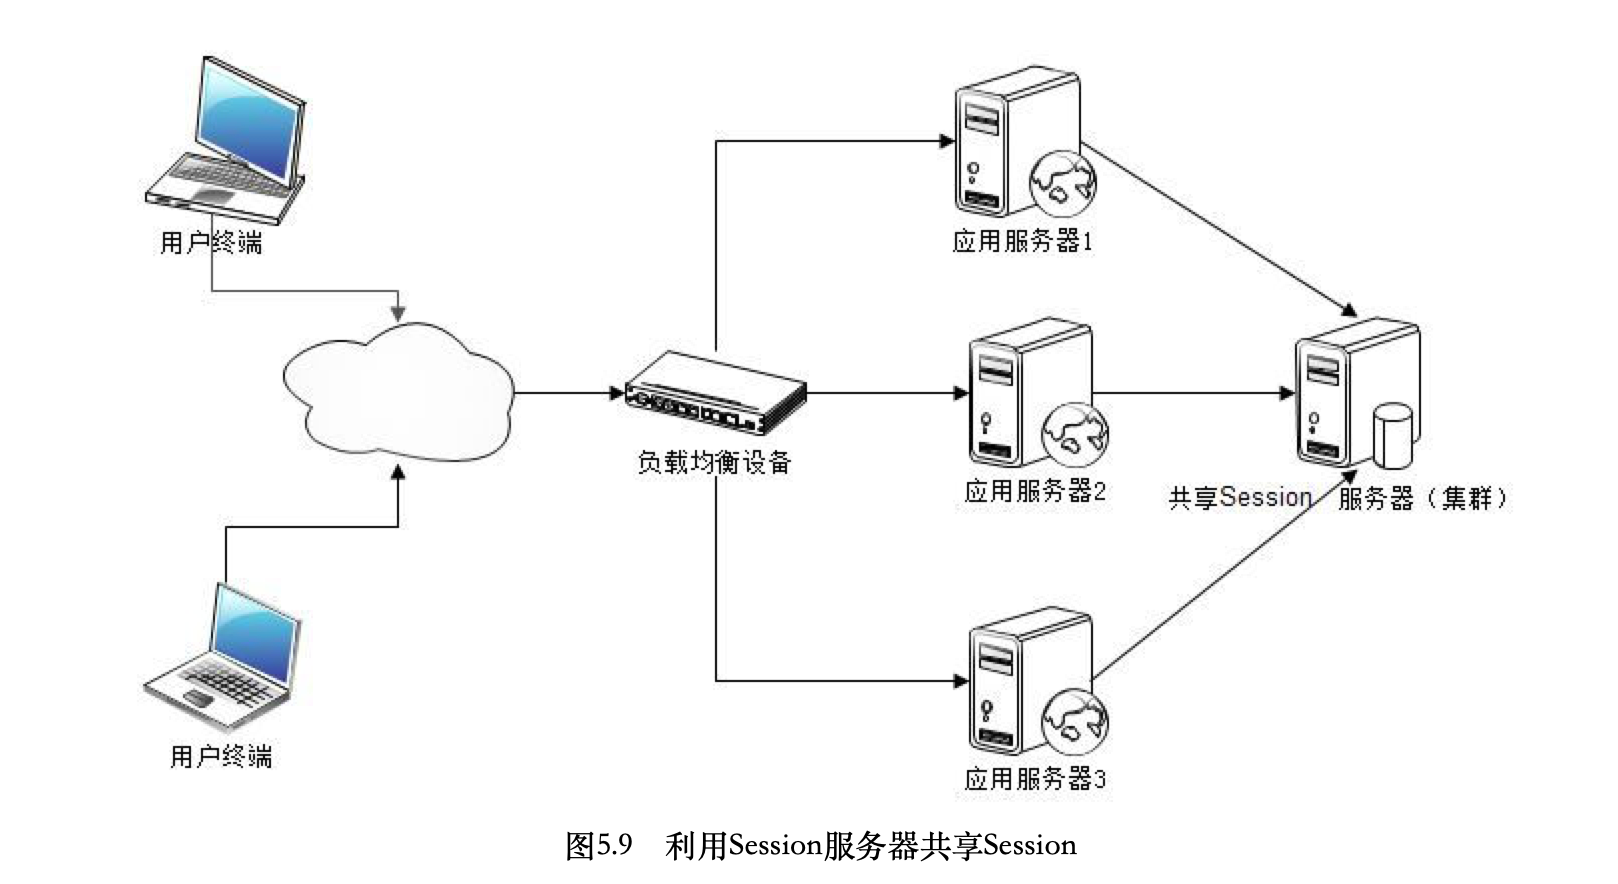 用户终端
应用服务器1
负载均衡设备
应用服务器2
共享Session 服务器（集群）
用户终端
应用服务器3
图5.9 利用Session服务器共享Session